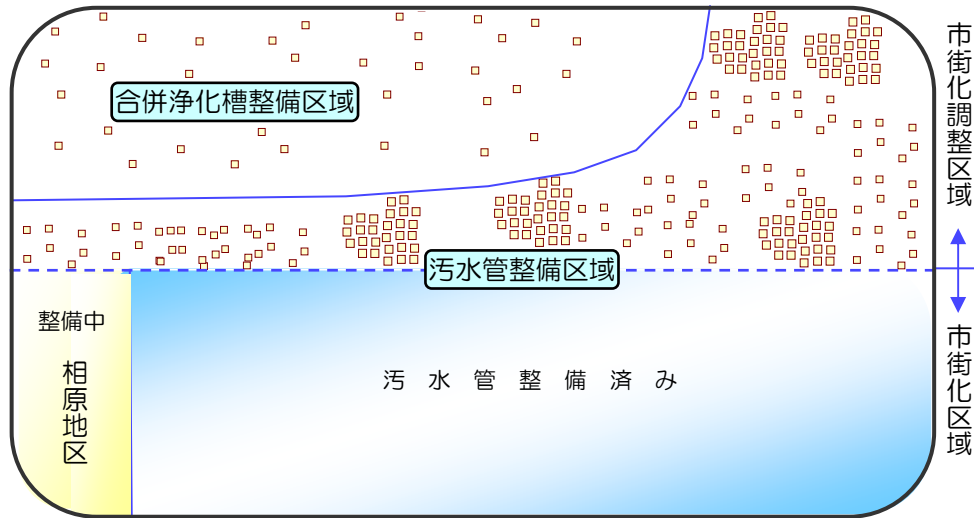 合併浄化槽整備区域
市街化調整区域
汚水管整備区域
整備中
相原地区
汚水管整備済み
市街化区域